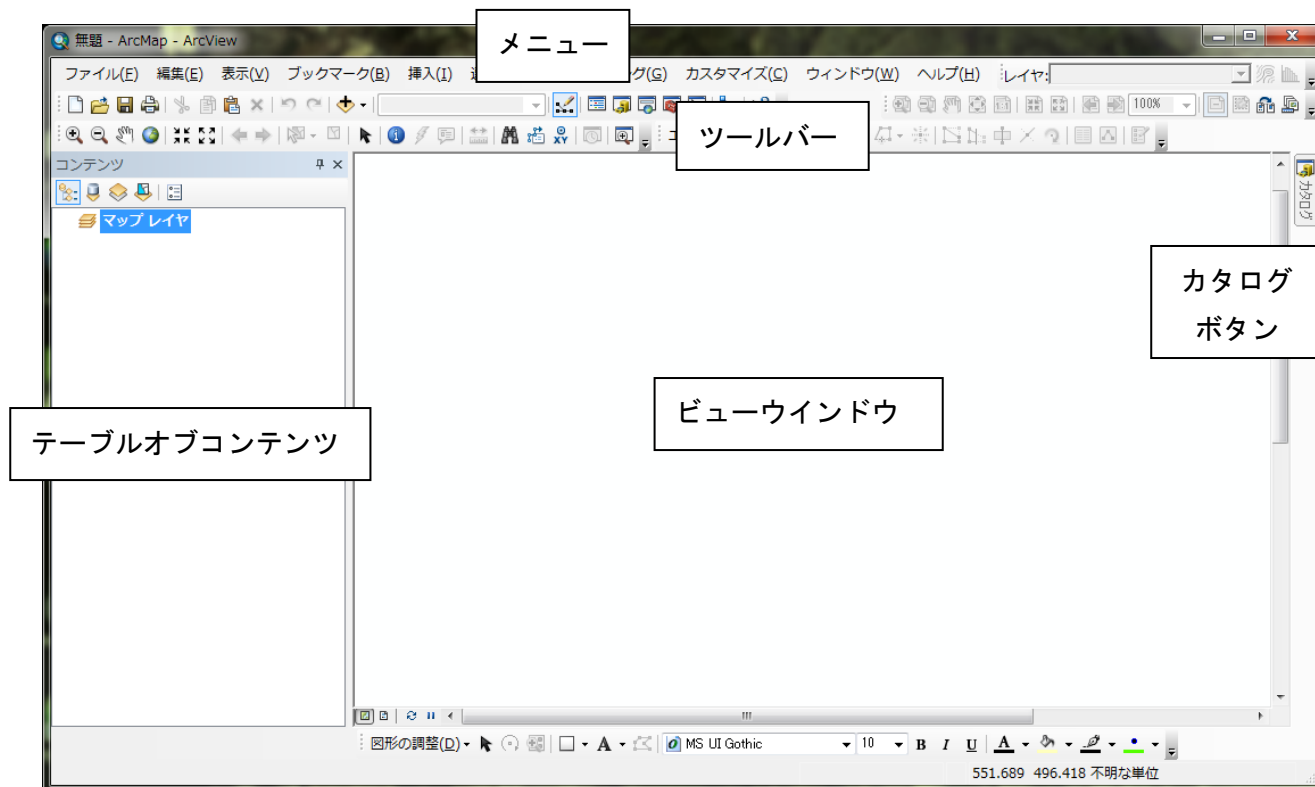 無題 - ArcMap - ArcView
メニュー
ファイル(F) 編集(E) 表示(V) ブックマーク(B) 挿入(I) グ(G) カスタマイズ(C) ウィンドウ(W) ヘルプ(H) レイヤ:
100%
ツールバー
コンテンツ
マップ レイヤ
カタログ
カタログ
ボタン
ビューウインドウ
テーブルオブコンテンツ
図形の調整(D) A MS UI Gothic 10 B I U A
551.689 496.418 不明な単位